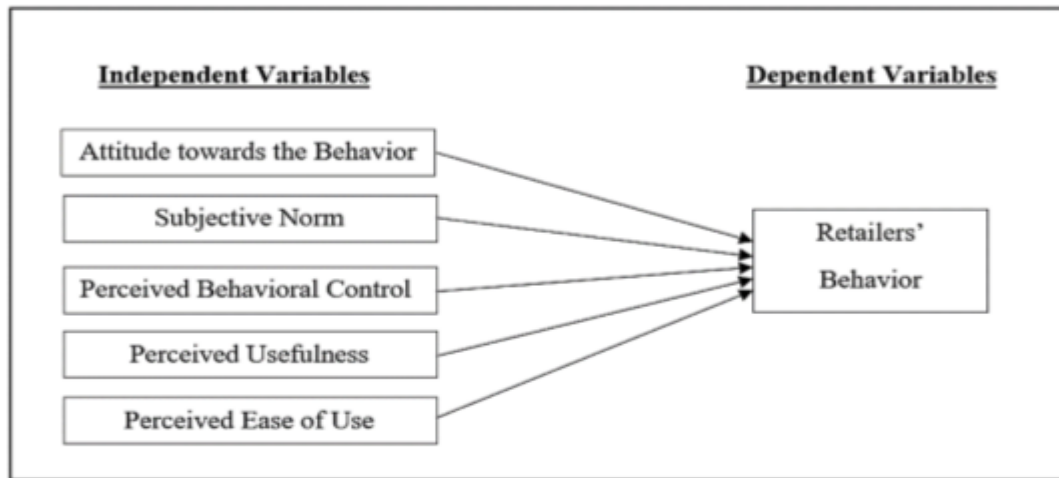 Independent Variables
Dependent Variables
Attitude towards the Behavior
Subjective Norm
Perceived Behavioral Control
Perceived Usefulness
Perceived Ease of Use
Retailers’
Behavior